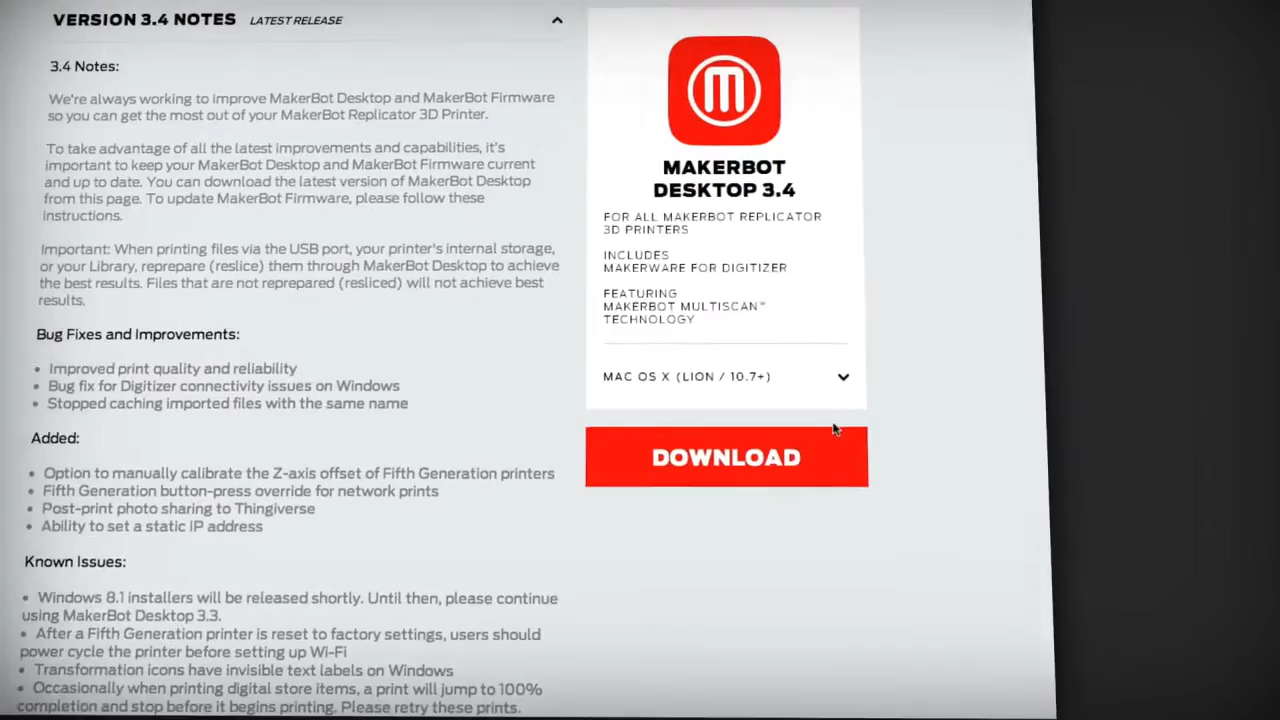 VERSION 3.4 NOTES LATEST RELEASE
3.4 Notes:
We're always working to improve MakerBot Desktop and MakerBot Firmware
so you can get the most out of your MakerBot Replicator 3D Printer.
To take advantage of all the latest improvements and capabilities, it's
important to keep your MakerBot Desktop and MakerBot Firmware current
and up to date. You can download the latest version of MakerBot Desktop
from this page. To update MakerBot Firmware, please follow these
instructions.
Important: When printing files via the USB port, your printer's internal storage,
or your Library, reprepare (reslice) them through MakerBot Desktop to achieve
the best results. Files that are not reprepared (resliced) will not achieve best
results.
Bug Fixes and Improvements:
• Improved print quality and reliability
• Bug fix for Digitizer connectivity issues on Windows
• Stopped caching imported files with the same name
Added:
• Option to manually calibrate the Z-axis offset of Fifth Generation printers
• Fifth Generation button-press override for network prints
• Post-print photo sharing to Thingiverse
• Ability to set a static IP address
Known Issues:
• Windows 8.1 installers will be released shortly. Until then, please continue
using MakerBot Desktop 3.3.
• After a Fifth Generation printer is reset to factory settings, users should
power cycle the printer before setting up Wi-Fi
• Transformation icons have invisible text labels on Windows
• Occasionally when printing digital store items, a print will jump to 100%
completion and stop before it begins printing. Please retry these prints.
M
MAKERBOT
DESKTOP 3.4
FOR ALL MAKERBOT REPLICATOR
3D PRINTERS
INCLUDES
MAKERWARE FOR DIGITIZER
FEATURING
MAKERBOT MULTISCAN™
TECHNOLOGY
MAC OS X (LION / 10.7+)
DOWNLOAD